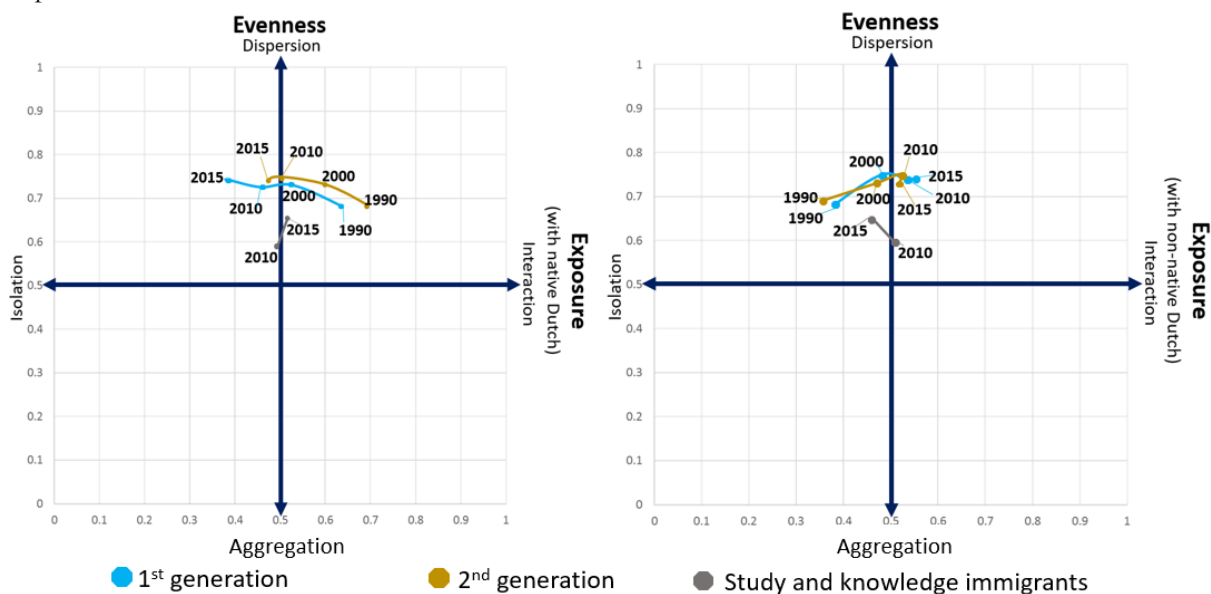 Evenness
Dispersion
1
0.9
0.8
0.7
0.6
0.5
0.4
0.3
0.2
0.1
0
2015
2010
2000
1990
2015
2010
2000
1990
2015
2010
Isolation
Exposure
(with native Dutch)
Interaction
0 0.1 0.2 0.3 0.4 0.5 0.6 0.7 0.8 0.9 1
Aggregation
Evenness
Dispersion
1
0.9
0.8
0.7
0.6
0.5
0.4
0.3
0.2
0.1
0
2000
2010
2015
2010
1990
2000
2015
1990
2015
2010
Isolation
Exposure
(with non-native Dutch)
Interaction
0 0.1 0.2 0.3 0.4 0.5 0.6 0.7 0.8 0.9 1
Aggregation
1st generation
2nd generation
Study and knowledge immigrants